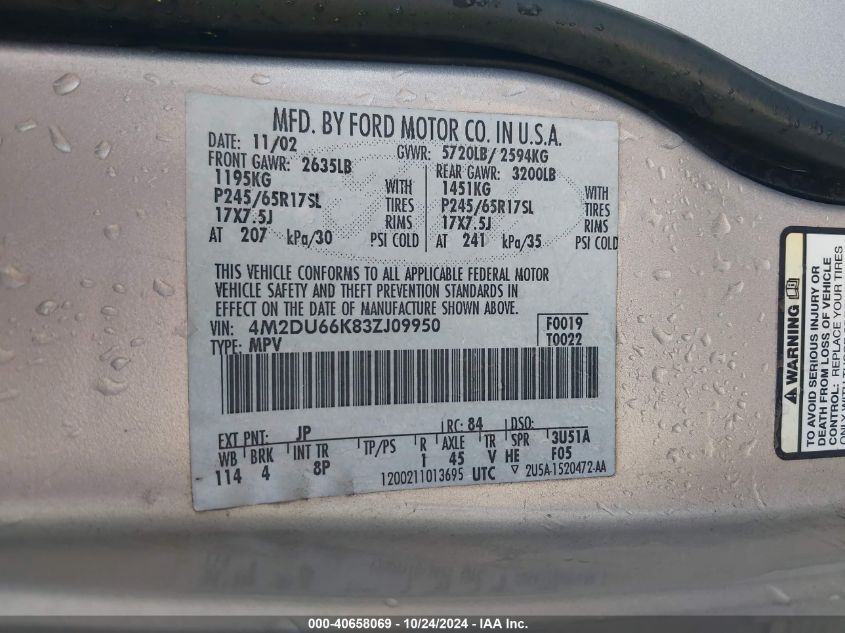 MFD. BY FORD MOTOR CO. IN U.S.A.
DATE: 11/02 GVWR: 5720LB/ 2594KG
FRONT GAWR: 2635LB REAR GAWR: 3200LB
1195KG WITH 1451KG WITH
P245/65R17SL TIRES P245/65R17SL TIRES
17X7.5J RIMS 17X7.5J RIMS
AT 207 kPa/30 PSI COLD AT 241 kPa/35 PSI COLD
THIS VEHICLE CONFORMS TO ALL APPLICABLE FEDERAL MOTOR
VEHICLE SAFETY AND THEFT PREVENTION STANDARDS IN
EFFECT ON THE DATE OF MANUFACTURE SHOWN ABOVE.
VIN: 4M2DU66K83ZJ09950 F0019
TYPE: MPV T0022
EXT PNT: JP RC: 84 DSO:
WB BRK INT TR TP/PS R AXLE TR SPR 3U51A
114 4 8P 1 45 V HE F05
1200211013695 UTC ▽ 2U5A-1520472-AA
WARNING
TO AVOID SERIOUS INJURY OR
DEATH FROM LOSS OF VEHICLE
CONTROL: REPLACE YOUR TIRES
000-40658069 - 10/24/2024 - IAA Inc.